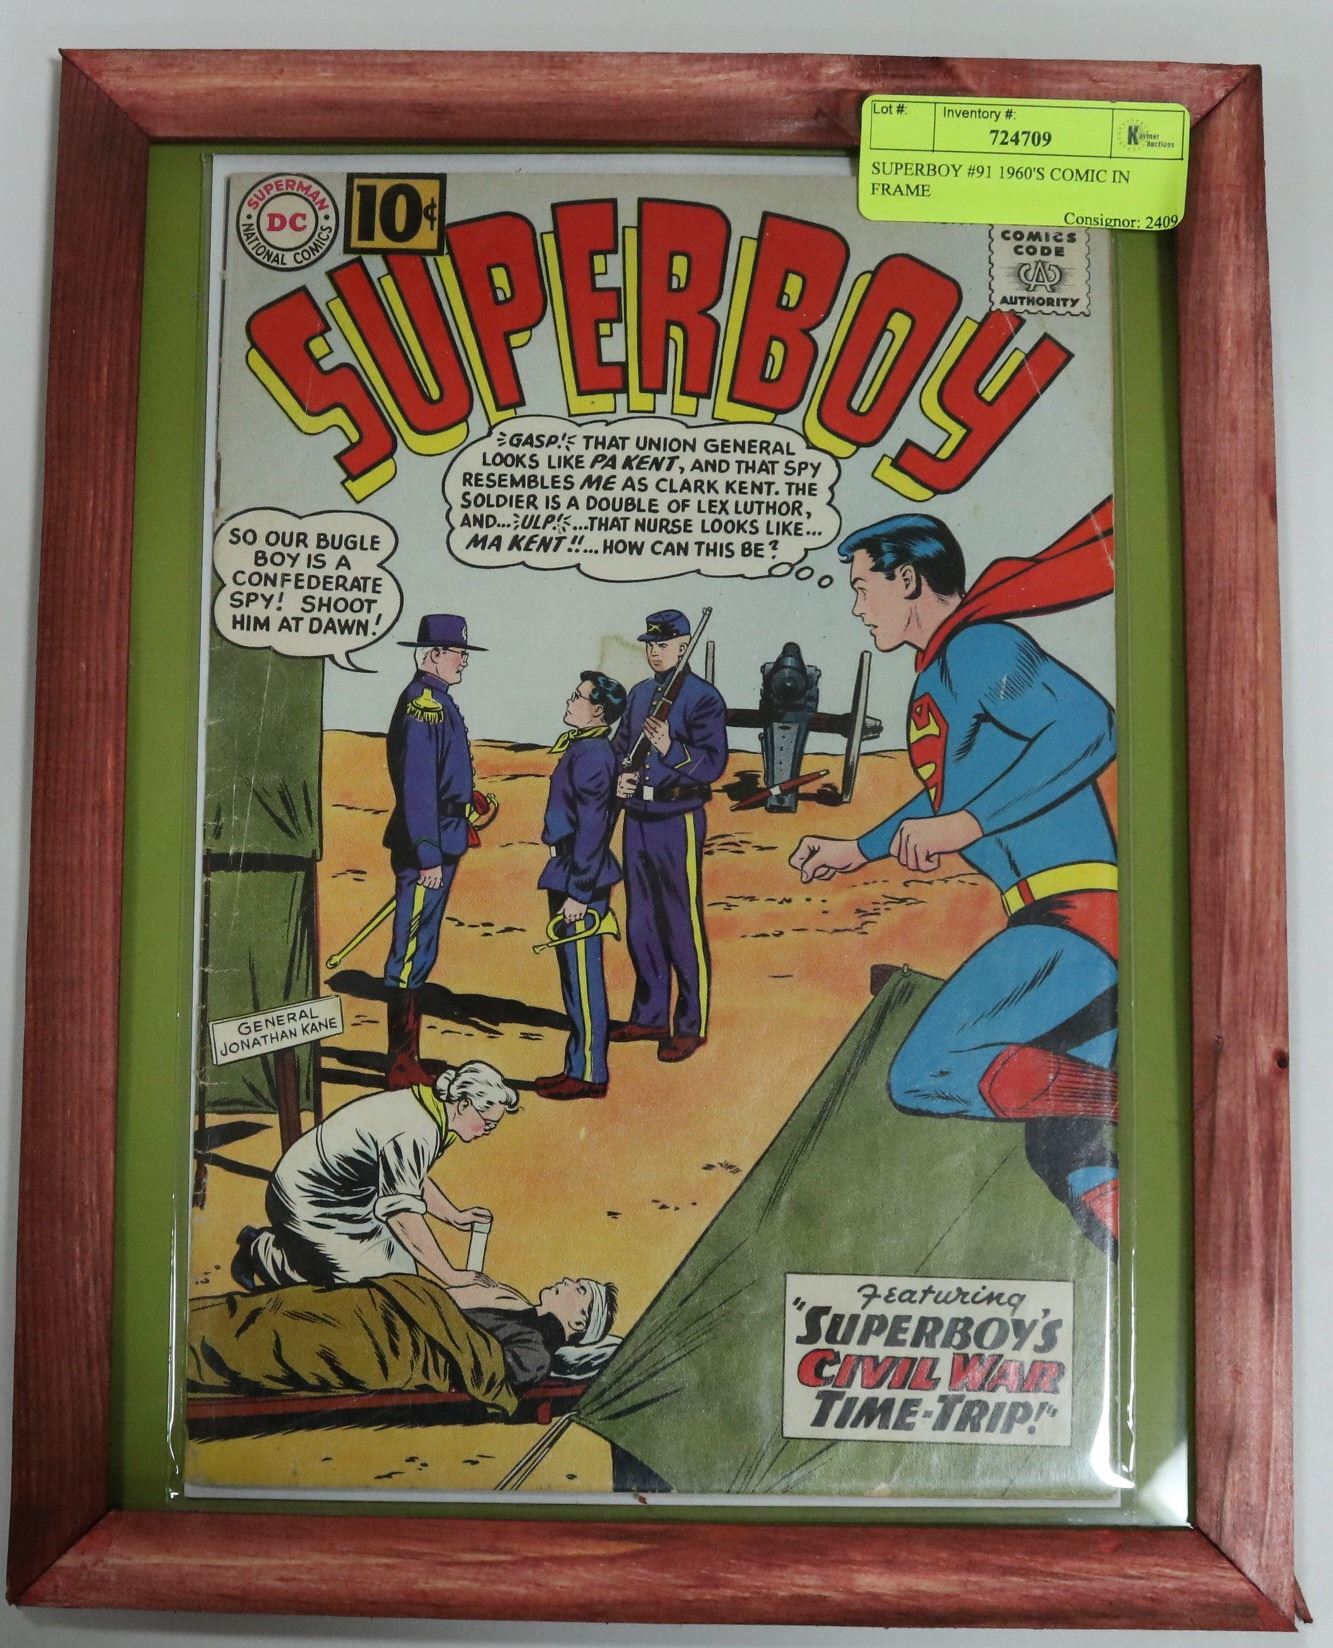 Lot #:
Inventory #:
724709
Kastner
Auctions
SUPERBOY #91 1960'S COMIC IN
FRAME
Consignor: 2409
SUPERMAN
DC
NATIONAL COMICS
10¢
COMICS
CODE
CA
AUTHORITY
SUPERBOY
GASP! THAT UNION GENERAL
LOOKS LIKE PA KENT, AND THAT SPY
RESEMBLES ME AS CLARK KENT. THE
SOLDIER IS A DOUBLE OF LEX LUTHOR,
AND...ULP!...THAT NURSE LOOKS LIKE...
MA KENT!!...HOW CAN THIS BE?
SO OUR BUGLE
BOY IS A
CONFEDERATE
SPY! SHOOT
HIM AT DAWN!
GENERAL
JONATHAN KANE
Featuring
"SUPERBOY'S
CIVIL WAR
TIME-TRIP!"